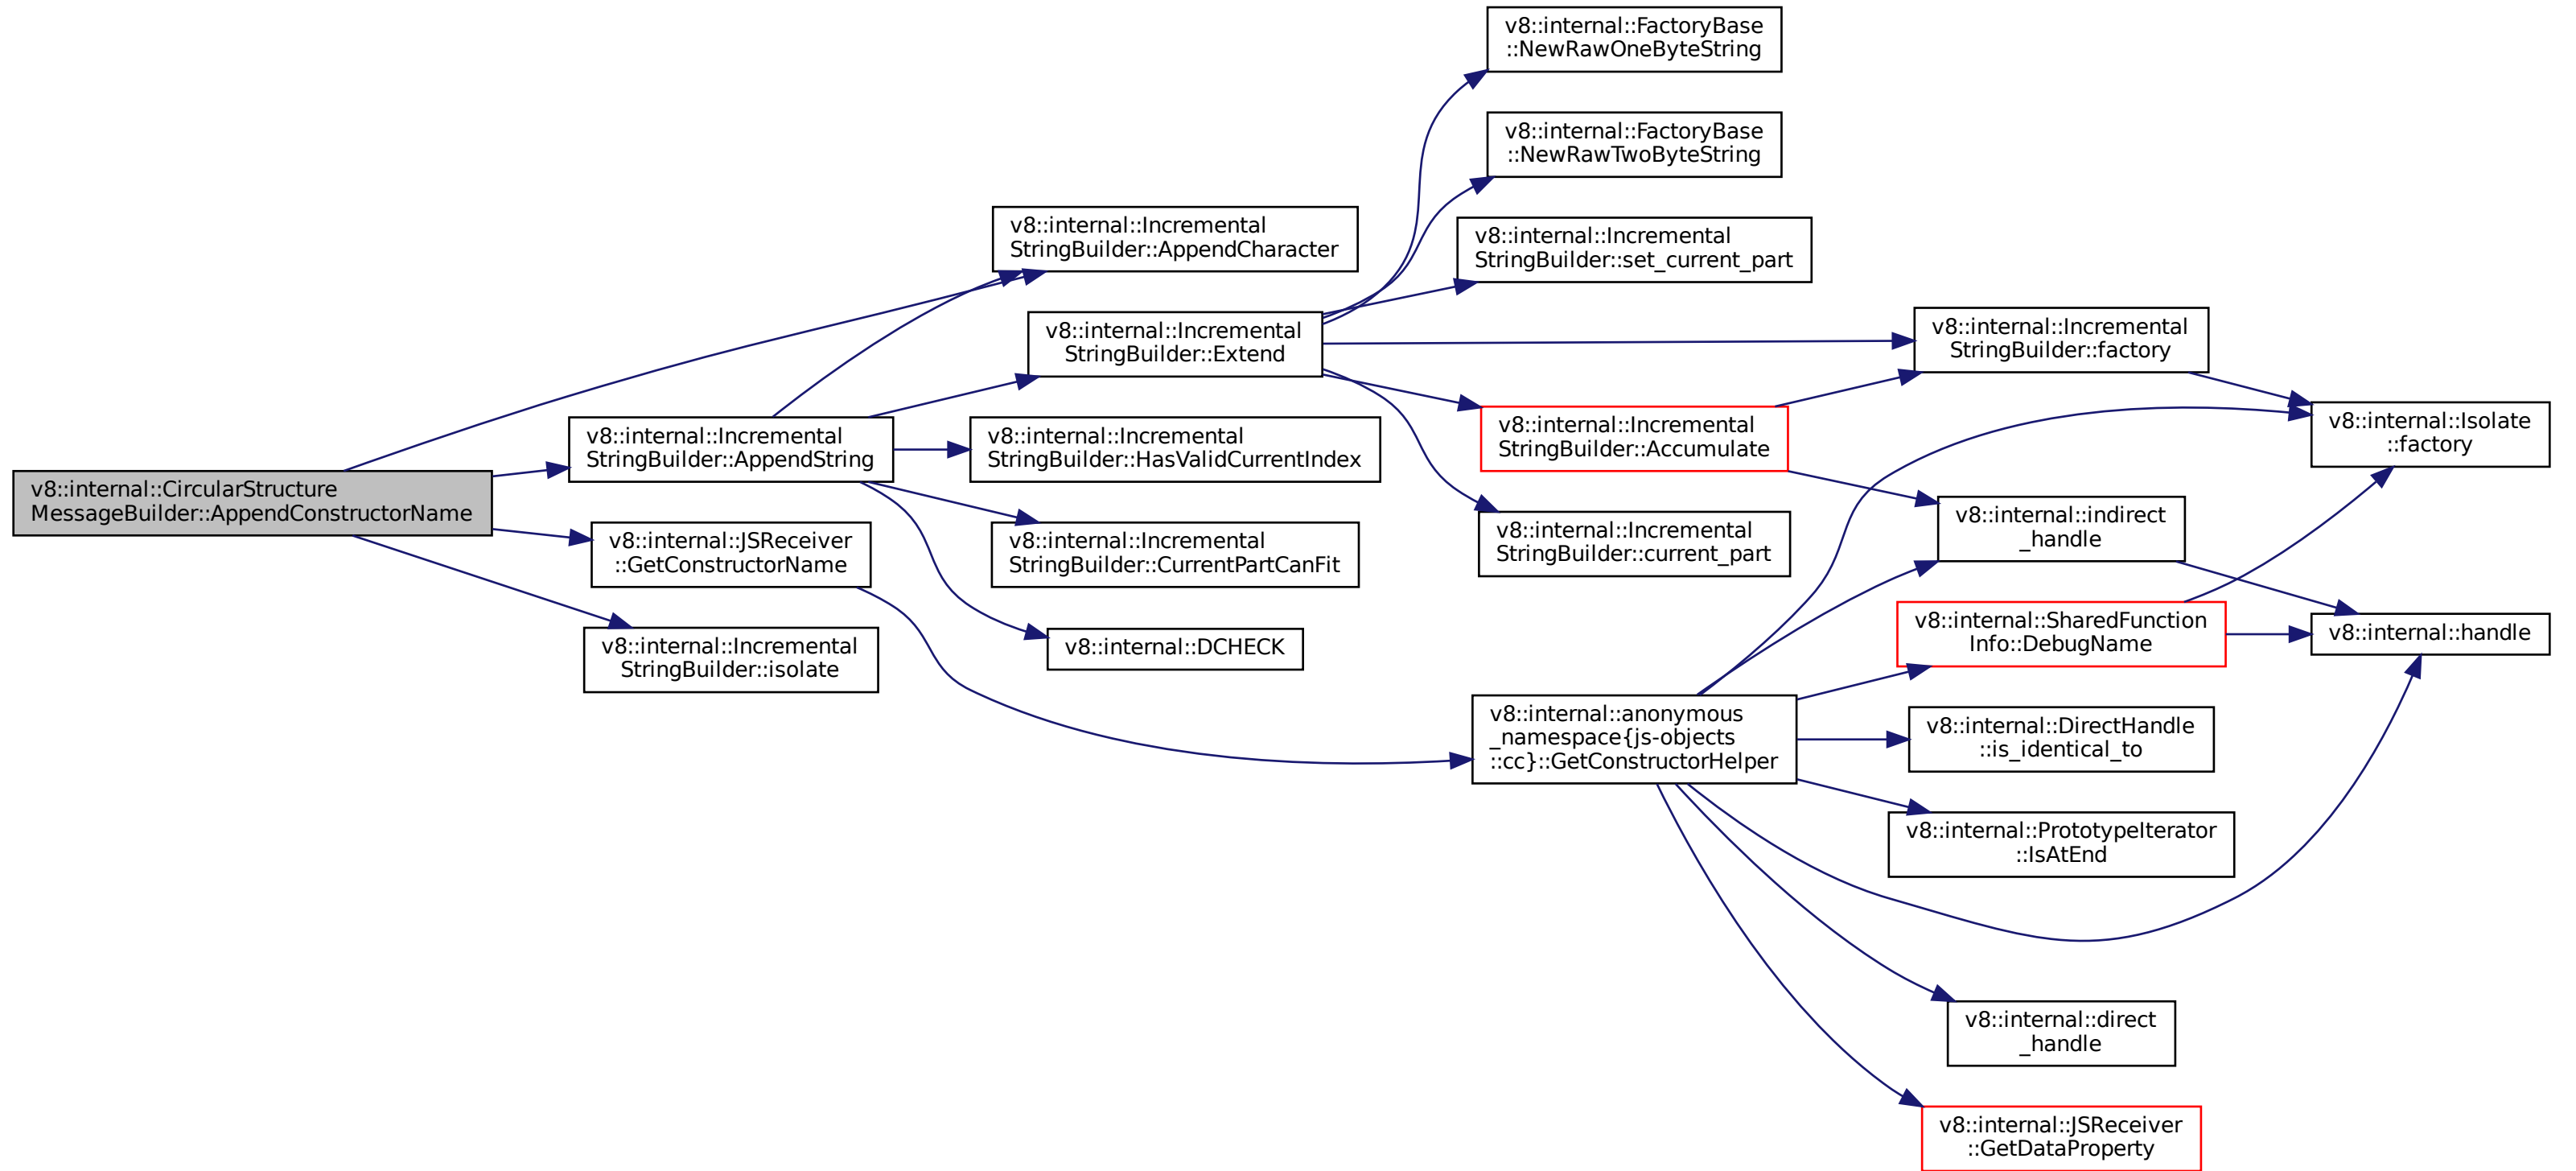 v8::internal::FactoryBase
::NewRawOneByteString
v8::internal::FactoryBase
::NewRawTwoByteString
v8::internal::Incremental
StringBuilder::AppendCharacter
v8::internal::Incremental
StringBuilder::set_current_part
v8::internal::Incremental
StringBuilder::Extend
v8::internal::Incremental
StringBuilder::factory
v8::internal::Incremental
StringBuilder::AppendString
v8::internal::Incremental
StringBuilder::HasValidCurrentIndex
v8::internal::Incremental
StringBuilder::Accumulate
v8::internal::Isolate
::factory
v8::internal::CircularStructure
MessageBuilder::AppendConstructorName
v8::internal::JSReceiver
::GetConstructorName
v8::internal::Incremental
StringBuilder::CurrentPartCanFit
v8::internal::Incremental
StringBuilder::current_part
v8::internal::indirect
_handle
v8::internal::Incremental
StringBuilder::isolate
v8::internal::DCHECK
v8::internal::SharedFunction
Info::DebugName
v8::internal::handle
v8::internal::anonymous
_namespace{js-objects
::cc}::GetConstructorHelper
v8::internal::DirectHandle
::is_identical_to
v8::internal::PrototypeIterator
::IsAtEnd
v8::internal::direct
_handle
v8::internal::JSReceiver
::GetDataProperty